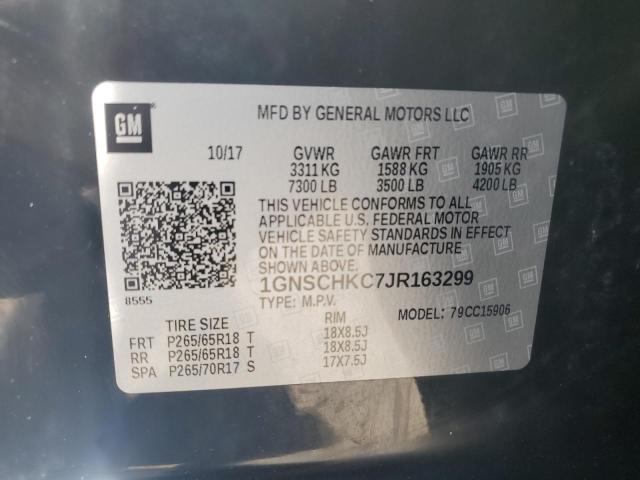 GM
MFD BY GENERAL MOTORS LLC
10/17 GVWR GAWR FRT GAWR RR
3311 KG 1588 KG 1905 KG
7300 LB 3500 LB 4200 LB
THIS VEHICLE CONFORMS TO ALL
APPLICABLE U.S. FEDERAL MOTOR
VEHICLE SAFETY STANDARDS IN EFFECT
ON THE DATE OF MANUFACTURE
SHOWN ABOVE.
8555
1GNSCHKC7JR163299
TYPE: M.P.V. MODEL: 79CC15906
TIRE SIZE RIM
FRT P265/65R18 T 18X8.5J
RR P265/65R18 T 18X8.5J
SPA P265/70R17 S 17X7.5J